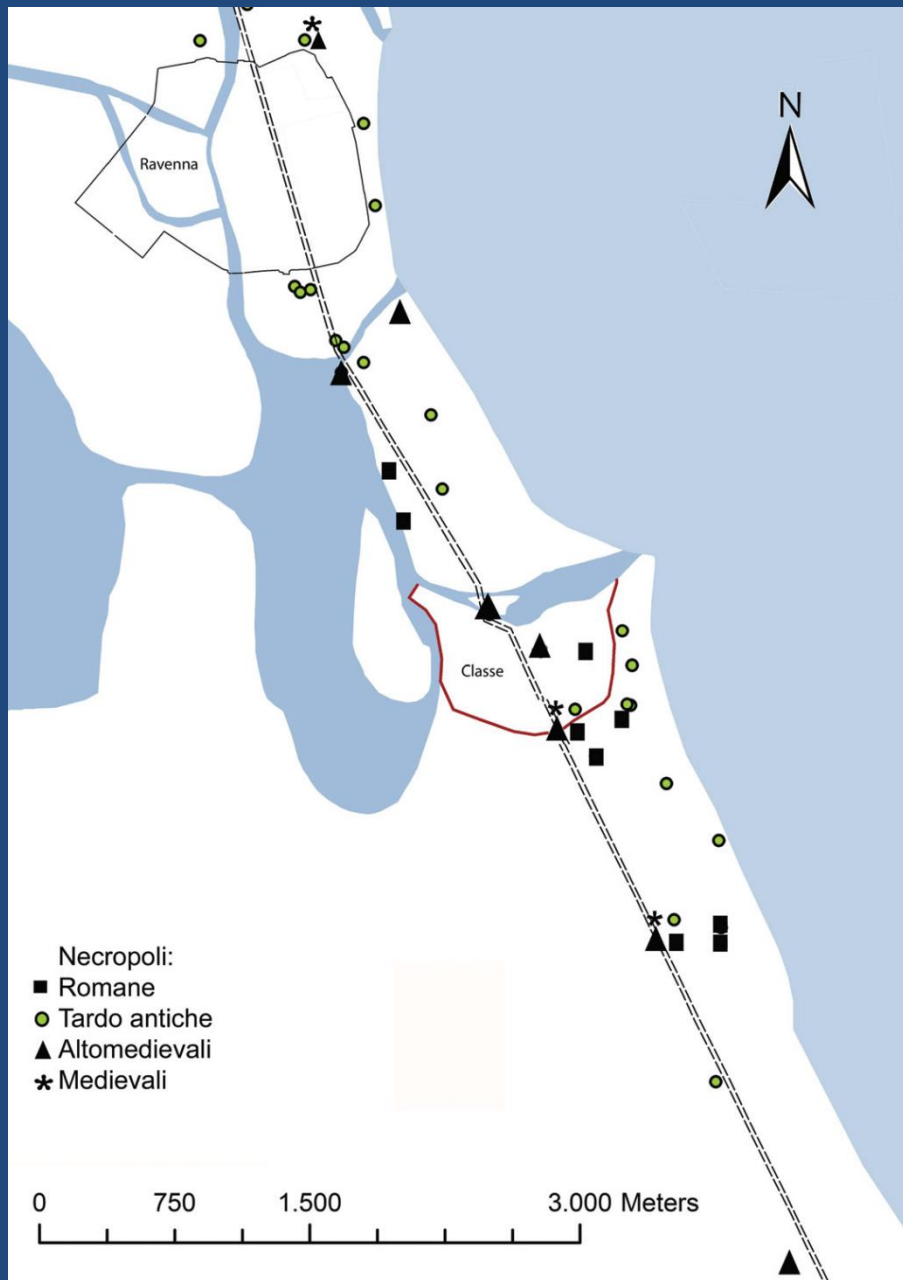 N
Ravenna
Classe
Necropoli:
Romane
Tardo antiche
Altomedievali
Medievali
0 750 1.500 3.000 Meters